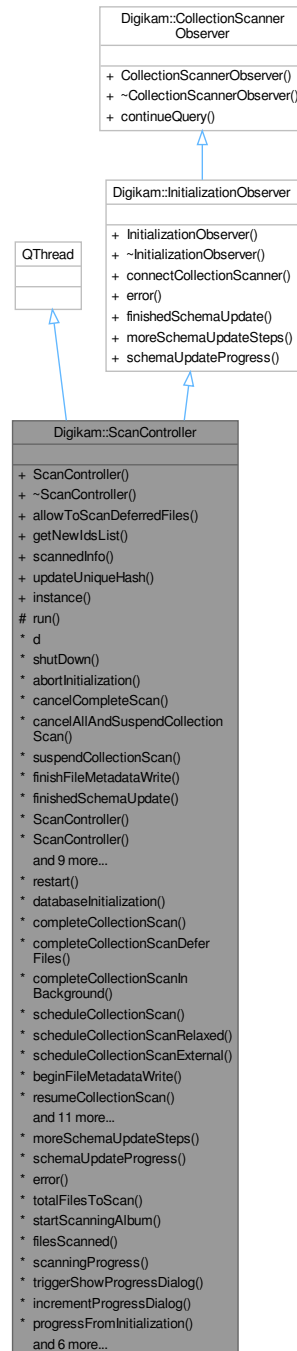 Digikam::CollectionScanner
Observer
+ CollectionScannerObserver()
+ ~CollectionScannerObserver()
+ continueQuery()
Digikam::InitializationObserver
+ InitializationObserver()
+ ~InitializationObserver()
+ connectCollectionScanner()
+ error()
+ finishedSchemaUpdate()
+ moreSchemaUpdateSteps()
+ schemaUpdateProgress()
QThread
Digikam::ScanController
+ ScanController()
+ ~ScanController()
+ allowToScanDeferredFiles()
+ getNewIdsList()
+ scannedInfo()
+ updateUniqueHash()
+ instance()
# run()
* d
* shutDown()
* abortInitialization()
* cancelCompleteScan()
* cancelAllAndSuspendCollection
Scan()
* suspendCollectionScan()
* finishFileMetadataWrite()
* finishedSchemaUpdate()
* ScanController()
* ScanController()
and 9 more...
* restart()
* databaseInitialization()
* completeCollectionScan()
* completeCollectionScanDefer
Files()
* completeCollectionScanIn
Background()
* scheduleCollectionScan()
* scheduleCollectionScanRelaxed()
* scheduleCollectionScanExternal()
* beginFileMetadataWrite()
* resumeCollectionScan()
and 11 more...
* moreSchemaUpdateSteps()
* schemaUpdateProgress()
* error()
* totalFilesToScan()
* startScanningAlbum()
* filesScanned()
* scanningProgress()
* triggerShowProgressDialog()
* incrementProgressDialog()
* progressFromInitialization()
and 6 more...